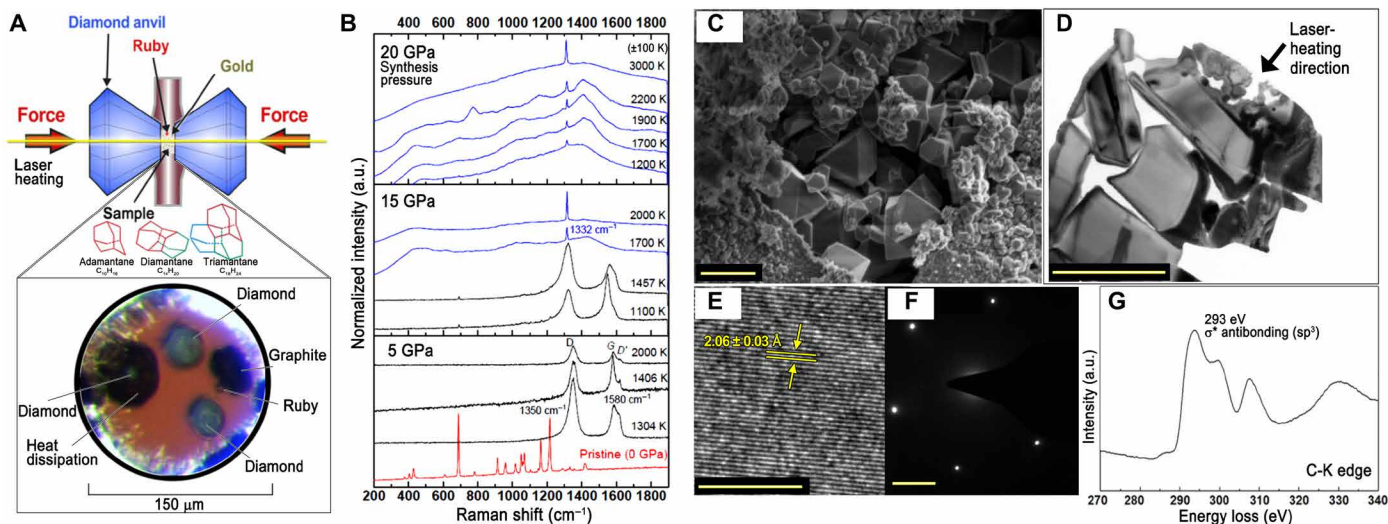 A
Diamond anvil
Ruby
Gold
Force
Force
Laser
heating
Sample
Adamantane
C₁₀H₁₆
Diamantane
C₁₄H₂₀
Triamantane
C₁₈H₂₄
Diamond
Graphite
Ruby
Diamond
Heat
dissipation
Diamond
150 µm
B
400 600 800 1000 1200 1400 1600 1800
20 GPa
Synthesis
pressure
(±100 K)
3000 K
2200 K
1900 K
1700 K
1200 K
15 GPa
2000 K
1332 cm⁻¹
1700 K
1457 K
1100 K
5 GPa
D
G
D'
2000 K
1406 K
1350 cm⁻¹
1580 cm⁻¹
1304 K
Pristine (0 GPa)
200 400 600 800 1000 1200 1400 1600 1800
Raman shift (cm⁻¹)
Normalized intensity (a.u.)
C
D
Laser-
heating
direction
E
2.06 ± 0.03 Å
F
G
293 eV
σ* antibonding (sp³)
C-K edge
Intensity (a.u.)
270 280 290 300 310 320 330 340
Energy loss (eV)